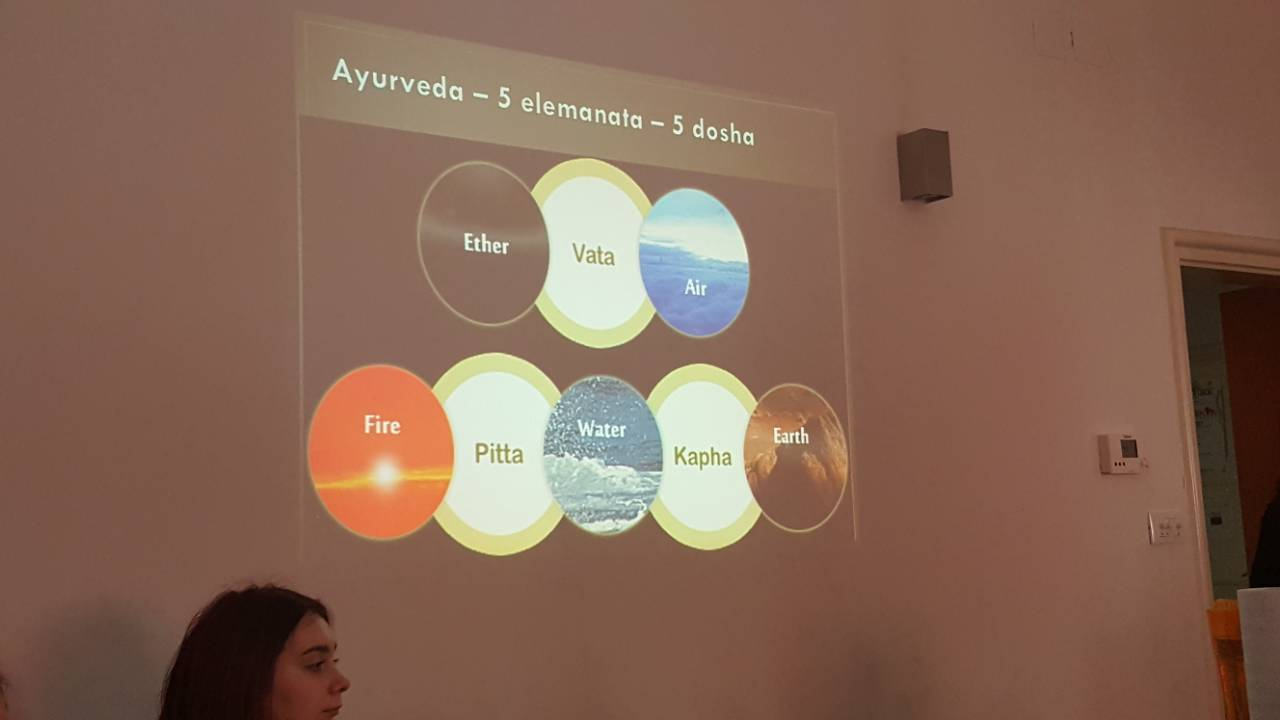 Ayurveda – 5 elemanata – 5 dosha
Ether
Vata
Air
Fire
Pitta
Water
Kapha
Earth